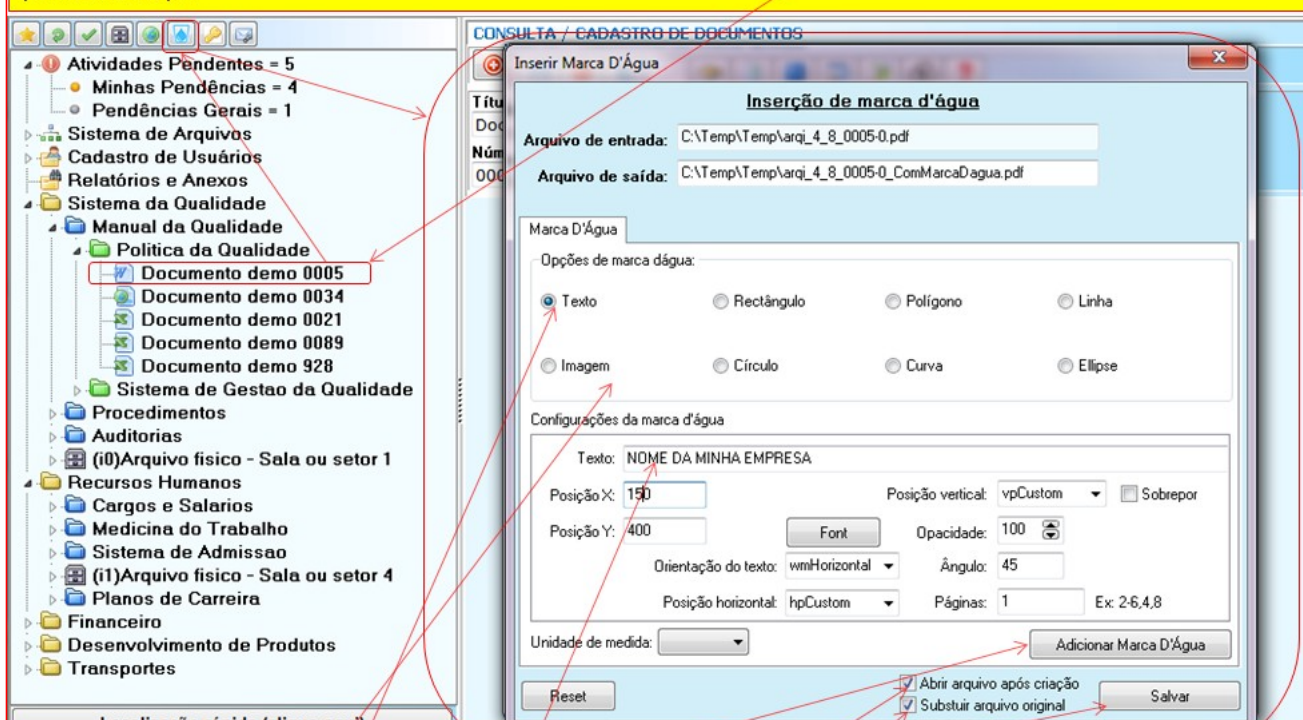 CONSULTA / CADASTRO DE DOCUMENTOS
Atividades Pendentes = 5
Minhas Pendências = 4
Pendências Gerais = 1
Sistema de Arquivos
Cadastro de Usuários
Relatórios e Anexos
Sistema da Qualidade
Manual da Qualidade
Politica da Qualidade
Documento demo 0005
Documento demo 0034
Documento demo 0021
Documento demo 0089
Documento demo 928
Sistema de Gestao da Qualidade
Procedimentos
Auditorias
(i0)Arquivo fisico - Sala ou setor 1
Recursos Humanos
Cargos e Salarios
Medicina do Trabalho
Sistema de Admissao
(i1)Arquivo fisico - Sala ou setor 4
Planos de Carreira
Financeiro
Desenvolvimento de Produtos
Transportes
Inserir Marca D'Água
Inserção de marca d'água
Arquivo de entrada: C:\Temp\Temp\arqi_4_8_0005-0.pdf
Arquivo de saída: C:\Temp\Temp\arqi_4_8_0005-0_ComMarcaDagua.pdf
Marca D'Água
Opções de marca dágua:
Texto Rectângulo Polígono Linha
Imagem Círculo Curva Ellipse
Configurações da marca d'água
Texto: NOME DA MINHA EMPRESA
Posição X: 150 Posição vertical: vpCustom Sobrepor
Posição Y: 400 Font Opacidade: 100
Orientação do texto: wmHorizontal Ângulo: 45
Posição horizontal: hpCustom Páginas: 1 Ex: 2-6,4,8
Unidade de medida: Adicionar Marca D'Água
Reset Abrir arquivo após criação Salvar
Substuir arquivo original